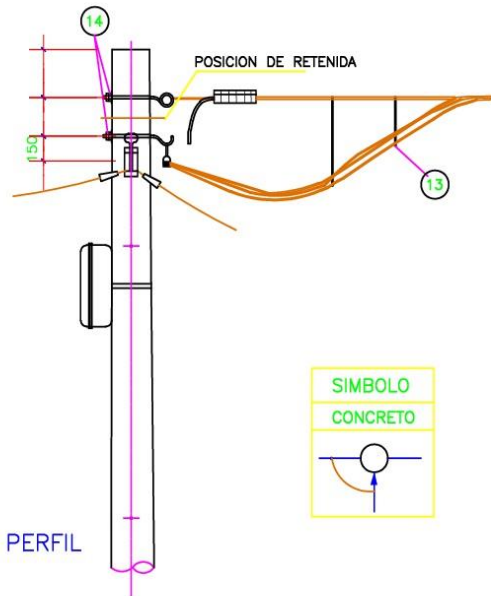 14
POSICION DE RETENIDA
150
13
SIMBOLO
CONCRETO
PERFIL